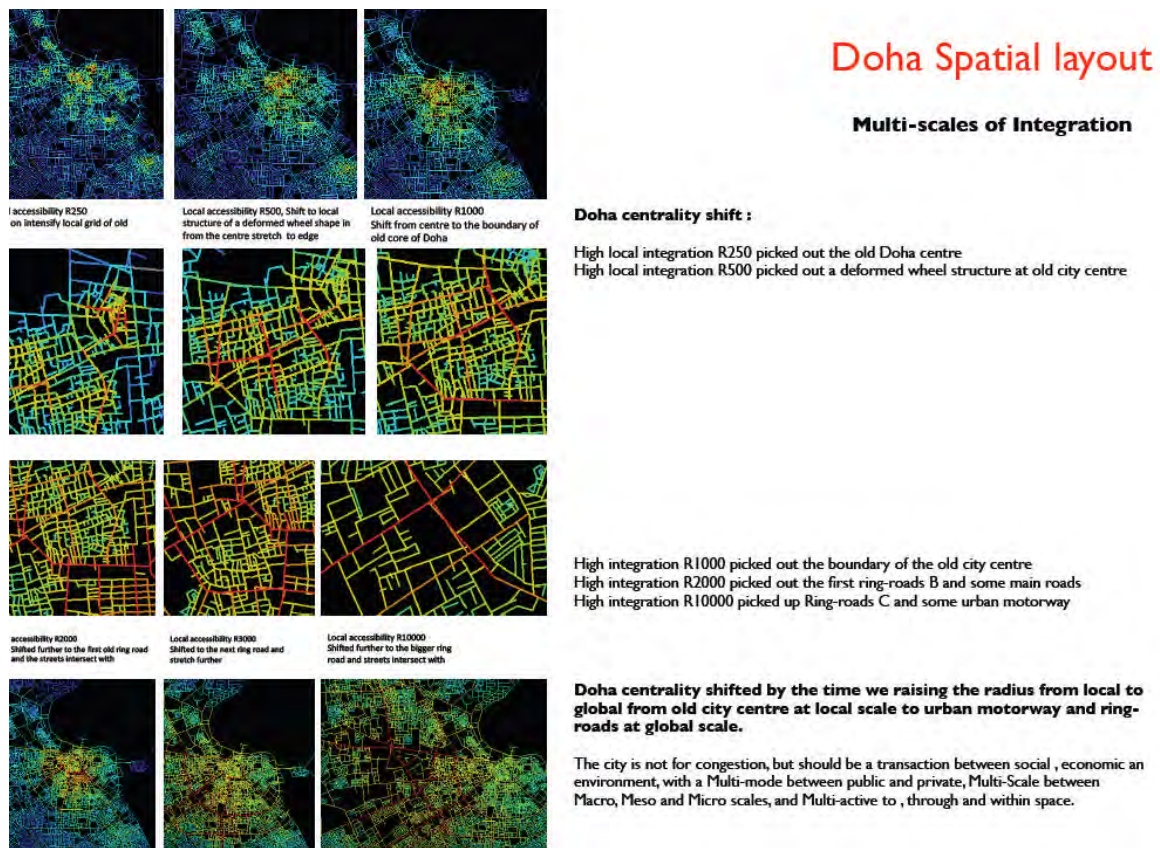 Doha Spatial layout
Multi-scales of Integration
accessibility R250
on intensify local grid of old
Local accessibility R500, Shift to local
structure of a deformed wheel shape in
from the centre stretch to edge
Local accessibility R1000
Shift from centre to the boundary of
old core of Doha
Doha centrality shift :
High local integration R250 picked out the old Doha centre
High local integration R500 picked out a deformed wheel structure at old city centre
High integration R1000 picked out the boundary of the old city centre
High integration R2000 picked out the first ring-roads B and some main roads
High integration R10000 picked up Ring-roads C and some urban motorway
accessibility R2000
Shifted further to the first old ring road
and the streets intersect with
Local accessibility R3000
Shifted to the next ring road and
stretch further
Local accessibility R10000
Shifted further to the bigger ring
road and streets intersect with
Doha centrality shifted by the time we raising the radius from local to
global from old city centre at local scale to urban motorway and ring-
roads at global scale.
The city is not for congestion, but should be a transaction between social , economic an
environment, with a Multi-mode between public and private, Multi-Scale between
Macro, Meso and Micro scales, and Multi-active to , through and within space.